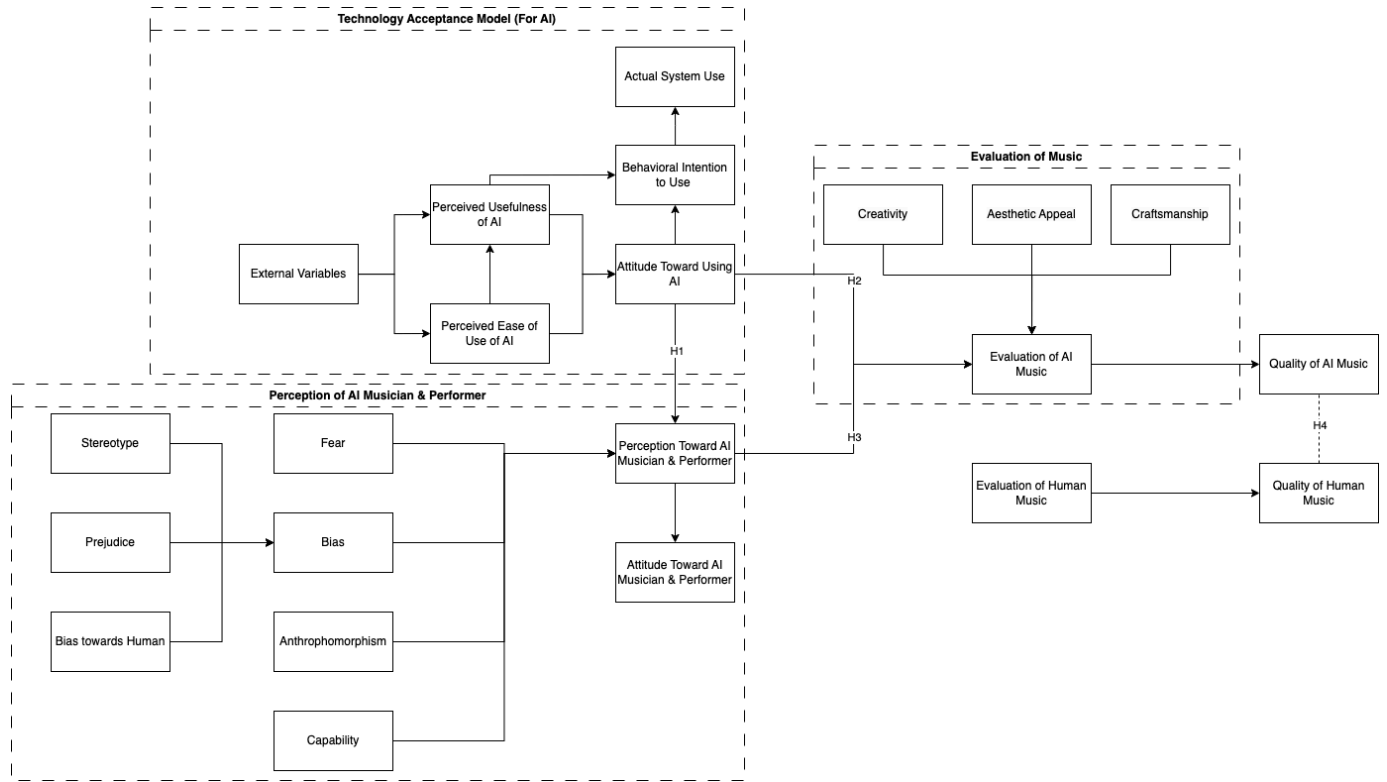 Technology Acceptance Model (For AI)
Actual System Use
Behavioral Intention
to Use
Perceived Usefulness
of AI
External Variables
Attitude Toward Using
AI
Perceived Ease of
Use of AI
H1
H2
Evaluation of Music
Creativity
Aesthetic Appeal
Craftsmanship
Evaluation of AI
Music
Quality of AI Music
Perception of AI Musician & Performer
Stereotype
Fear
Perception Toward AI
Musician & Performer
H3
H4
Evaluation of Human
Music
Quality of Human
Music
Prejudice
Bias
Attitude Toward AI
Musician & Performer
Bias towards Human
Anthrophomorphism
Capability